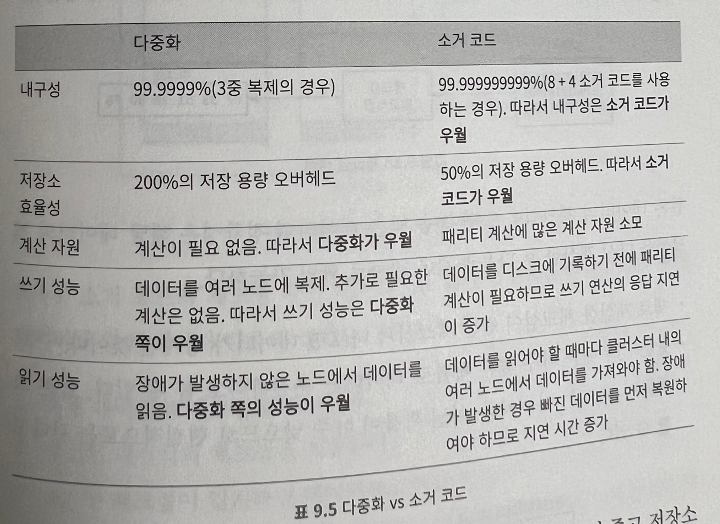 다중화 소거 코드
내구성 99.9999%(3중 복제의 경우) 99.999999999%(8 + 4 소거 코드를 사용
하는 경우). 따라서 내구성은 소거 코드가
우월
저장소 200%의 저장 용량 오버헤드 50%의 저장 용량 오버헤드. 따라서 소거
효율성 코드가 우월
계산 자원 계산이 필요 없음. 따라서 다중화가 우월 패리티 계산에 많은 계산 자원 소모
쓰기 성능 데이터를 여러 노드에 복제. 추가로 필요한 데이터를 디스크에 기록하기 전에 패리티
계산은 없음. 따라서 쓰기 성능은 다중화 계산이 필요하므로 쓰기 연산의 응답 지연
쪽이 우월 이 증가
읽기 성능 장애가 발생하지 않은 노드에서 데이터를 데이터를 읽어야 할 때마다 클러스터 내의
읽음. 다중화 쪽의 성능이 우월 여러 노드에서 데이터를 가져와야 함. 장애
가 발생한 경우 빠진 데이터를 먼저 복원하
여야 하므로 지연 시간 증가
표 9.5 다중화 vs 소거 코드
저장소